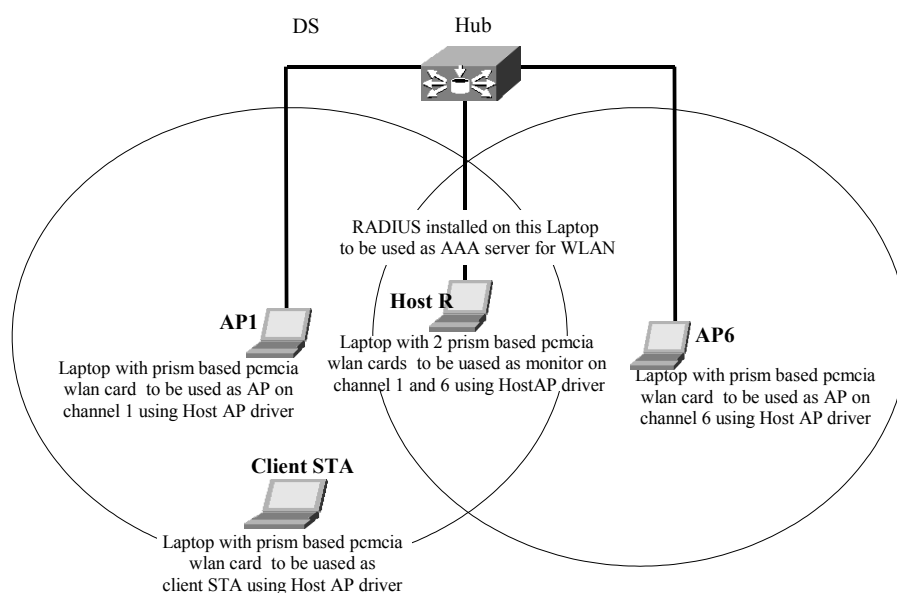 DS
Hub
RADIUS installed on this Laptop
to be used as AAA server for WLAN
AP1
Laptop with prism based pcmcia
wlan card to be used as AP on
channel 1 using Host AP driver
Host R
Laptop with 2 prism based pcmcia
wlan cards to be uased as monitor on
channel 1 and 6 using HostAP driver
AP6
Laptop with prism based pcmcia
wlan card to be used as AP on
channel 6 using Host AP driver
Client STA
Laptop with prism based pcmcia
wlan card to be uased as
client STA using Host AP driver